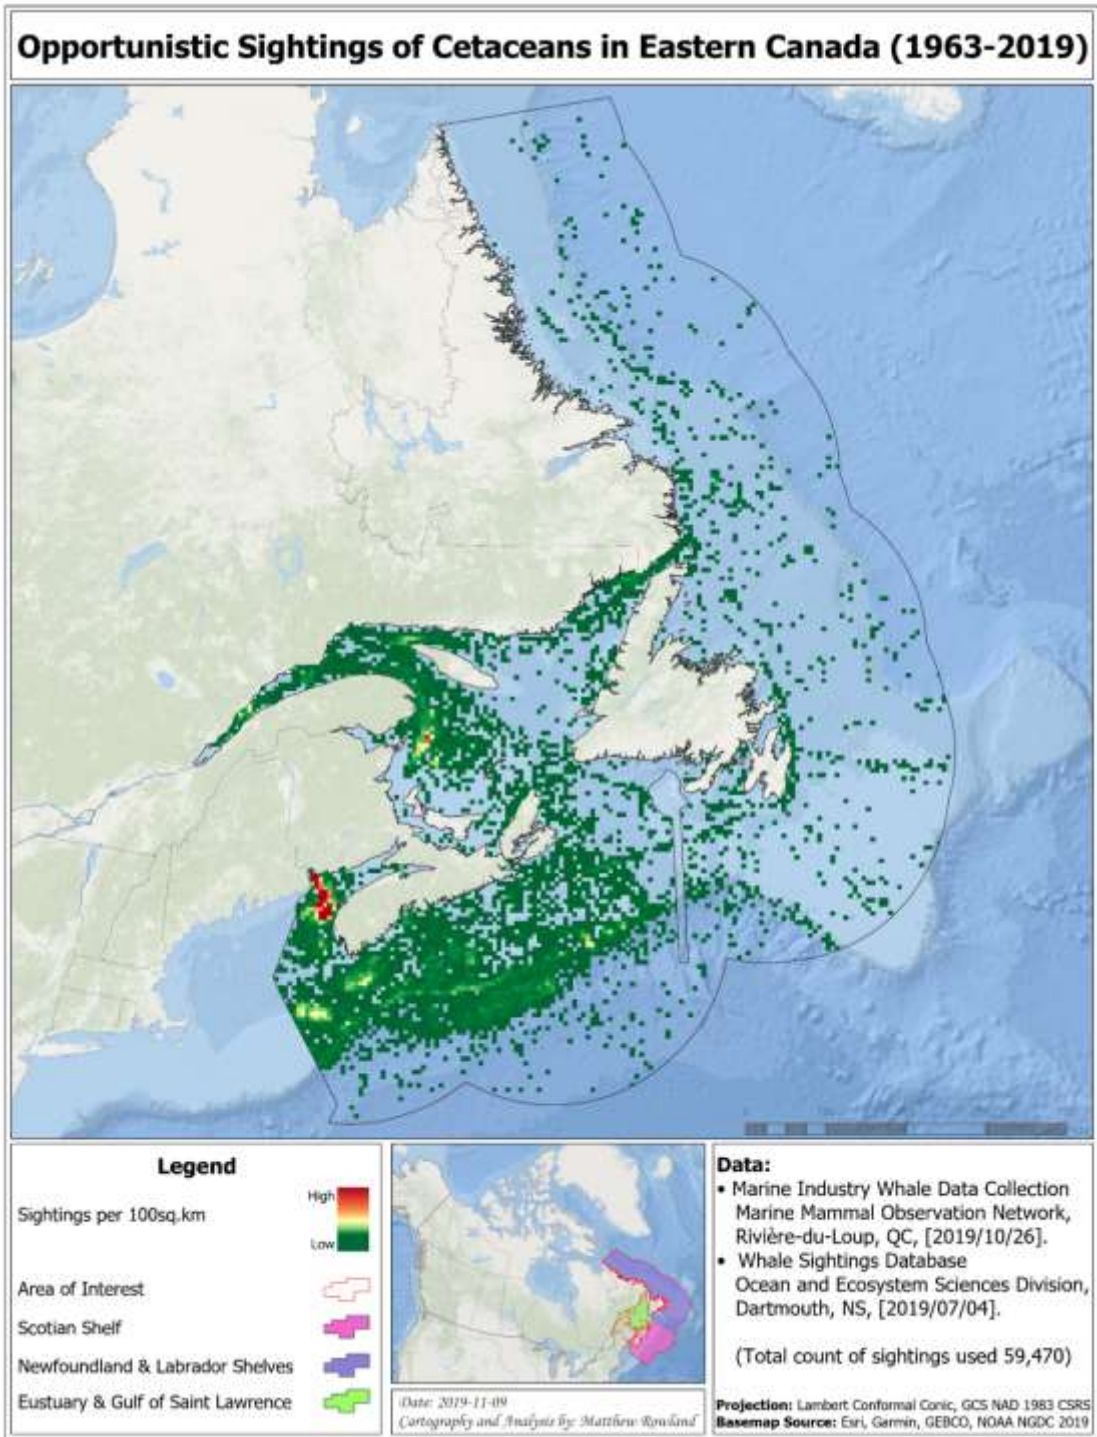 Opportunistic Sightings of Cetaceans in Eastern Canada (1963-2019)
Legend
Sightings per 100sq.km
High
Low
Area of Interest
Scotian Shelf
Newfoundland & Labrador Shelves
Eustuary & Gulf of Saint Lawrence
Date: 2019-11-09
Cartography and Analysis by: Matthew Rowland
Data:
• Marine Industry Whale Data Collection
Marine Mammal Observation Network,
Rivière-du-Loup, QC, [2019/10/26].
• Whale Sightings Database
Ocean and Ecosystem Sciences Division,
Dartmouth, NS, [2019/07/04].
(Total count of sightings used 59,470)
Projection: Lambert Conformal Conic, GCS NAD 1983 CSRS
Basemap Source: Esri, Garmin, GEBCO, NOAA NGDC 2019